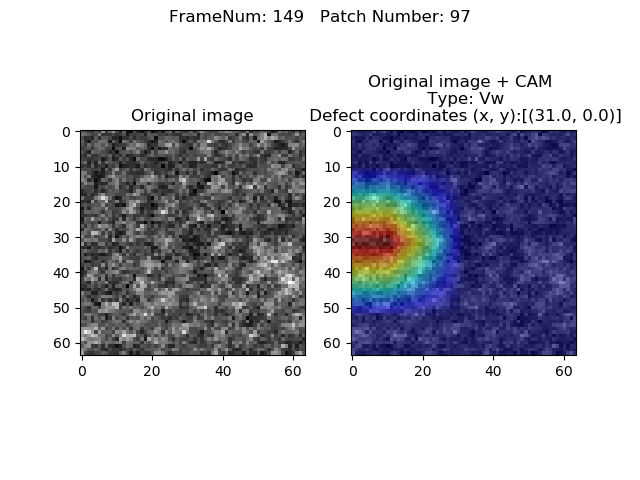 FrameNum: 149   Patch Number: 97
Original image
Original image + CAM
Type: Vw
Defect coordinates (x, y):[(31.0, 0.0)]
0
10
20
30
40
50
60
0 20 40 60
0
10
20
30
40
50
60
0 20 40 60